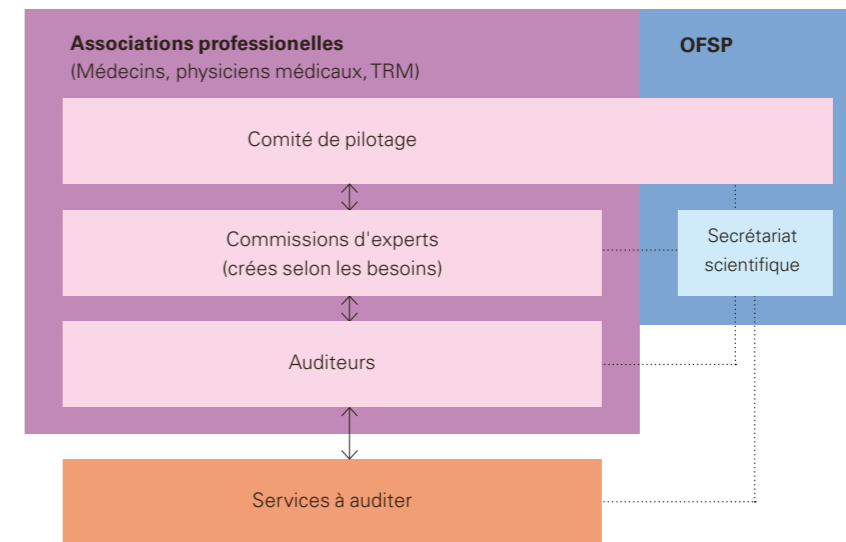 Associations professionelles
(Médecins, physiciens médicaux, TRM)
OFSP
Comité de pilotage
Commissions d'experts
(crées selon les besoins)
Secrétariat
scientifique
Auditeurs
Services à auditer